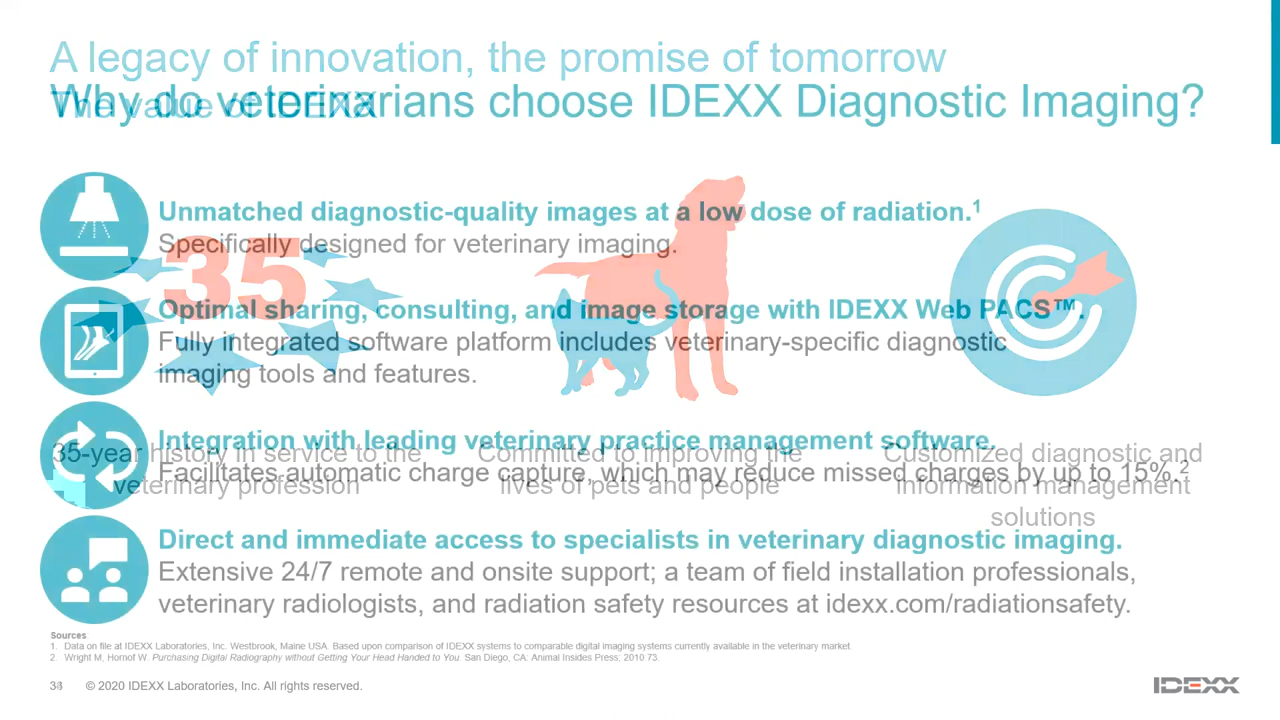 A legacy of innovation, the promise of tomorrow
The value of IDEXX
Why do veterinarians choose IDEXX Diagnostic Imaging?
Unmatched diagnostic-quality images at a low dose of radiation.1
Specifically designed for veterinary imaging.
35
Optimal sharing, consulting, and image storage with IDEXX Web PACS™.
Fully integrated software platform includes veterinary-specific diagnostic
imaging tools and features.
Integration with leading veterinary practice management software.
Facilitates automatic charge capture, which may reduce missed charges by up to 15%.2
35-year history in service to the
veterinary profession
Committed to improving the
lives of pets and people
Customized diagnostic and
information management
solutions
Direct and immediate access to specialists in veterinary diagnostic imaging.
Extensive 24/7 remote and onsite support; a team of field installation professionals,
veterinary radiologists, and radiation safety resources at idexx.com/radiationsafety.
Sources
1. Data on file at IDEXX Laboratories, Inc. Westbrook, Maine USA. Based upon comparison of IDEXX systems to comparable digital imaging systems currently available in the veterinary market
2. Wright M, Hornof W. Purchasing Digital Radiography without Getting Your Head Handed to You. San Diego, CA: Animal Insides Press; 2010 73.
© 2020 IDEXX Laboratories, Inc. All rights reserved.
IDEXX